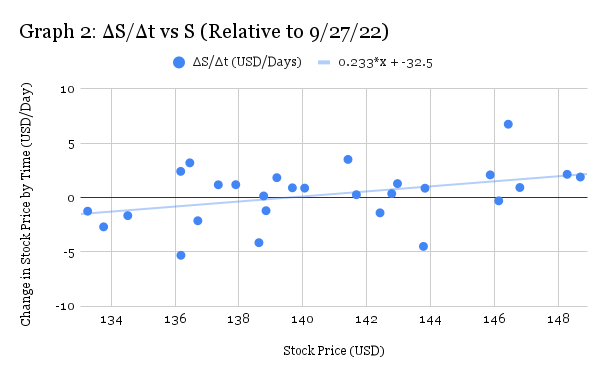 Graph 2: ΔS/Δt vs S (Relative to 9/27/22)
ΔS/Δt (USD/Days) 0.233*x + -32.5
Change in Stock Price by Time (USD/Day)
10
5
0
-5
-10
134 136 138 140 142 144 146 148
Stock Price (USD)